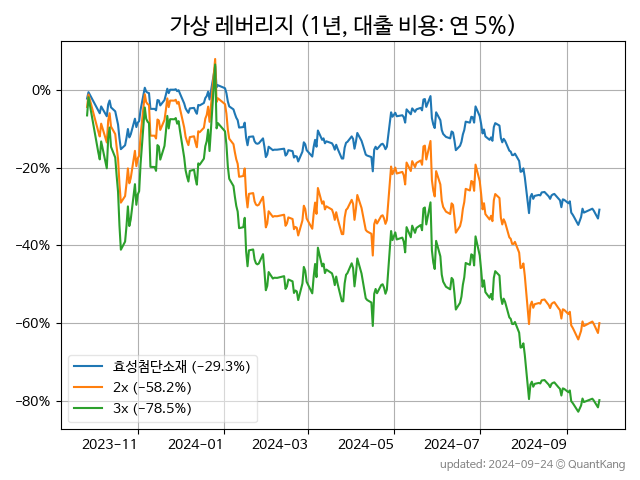 가상 레버리지 (1년, 대출 비용: 연 5%)
0%
−20%
−40%
−60%
−80%
효성첨단소재 (−29.3%)
2x (−58.2%)
3x (−78.5%)
2023−11 2024−01 2024−03 2024−05 2024−07 2024−09
updated: 2024−09−24 © QuantKang